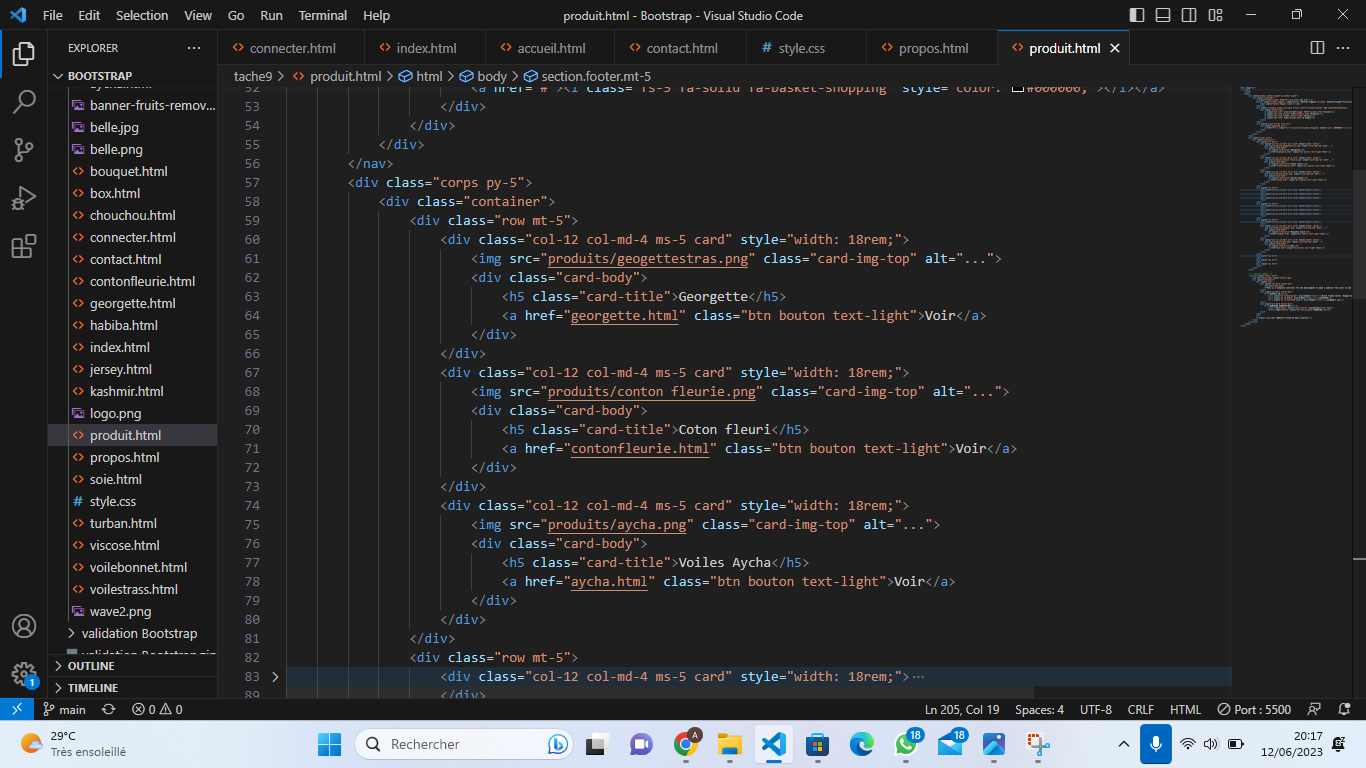 File Edit Selection View Go Run Terminal Help
produit.html - Bootstrap - Visual Studio Code
EXPLORER ···
connecter.html index.html accueil.html contact.html style.css propos.html produit.html
BOOTSTRAP
tache9 > produit.html > html > body > section.footer.mt-5
banner-fruits-remov...
belle.jpg
belle.png
bouquet.html
box.html
chouchou.html
connecter.html
contact.html
contonfleurie.html
georgette.html
habiba.html
index.html
jersey.html
kashmir.html
logo.png
produit.html
propos.html
soie.html
style.css
turban.html
viscose.html
voilebonnet.html
voilestrass.html
wave2.png
validation Bootstrap
OUTLINE
TIMELINE
52 <a href="#"><i class="fs-5 fa-solid fa-basket-shopping" style="color: #000000;"></i></a>
53 </div>
54 </div>
55 </div>
56 </nav>
57 <div class="corps py-5">
58 <div class="container">
59 <div class="row mt-5">
60 <div class="col-12 col-md-4 ms-5 card" style="width: 18rem;">
61 <img src="produits/geogettestras.png" class="card-img-top" alt="...">
62 <div class="card-body">
63 <h5 class="card-title">Georgette</h5>
64 <a href="georgette.html" class="btn bouton text-light">Voir</a>
65 </div>
66 </div>
67 <div class="col-12 col-md-4 ms-5 card" style="width: 18rem;">
68 <img src="produits/conton fleurie.png" class="card-img-top" alt="...">
69 <div class="card-body">
70 <h5 class="card-title">Coton fleuri</h5>
71 <a href="contonfleurie.html" class="btn bouton text-light">Voir</a>
72 </div>
73 </div>
74 <div class="col-12 col-md-4 ms-5 card" style="width: 18rem;">
75 <img src="produits/aycha.png" class="card-img-top" alt="...">
76 <div class="card-body">
77 <h5 class="card-title">Voiles Aycha</h5>
78 <a href="aycha.html" class="btn bouton text-light">Voir</a>
79 </div>
80 </div>
81 </div>
82 <div class="row mt-5">
83 <div class="col-12 col-md-4 ms-5 card" style="width: 18rem;">···
89 </div>
1
main 0 0 Ln 205, Col 19 Spaces: 4 UTF-8 CRLF HTML Port : 5500
29°C
Très ensoleillé
Rechercher
A
18
18
20:17
12/06/2023